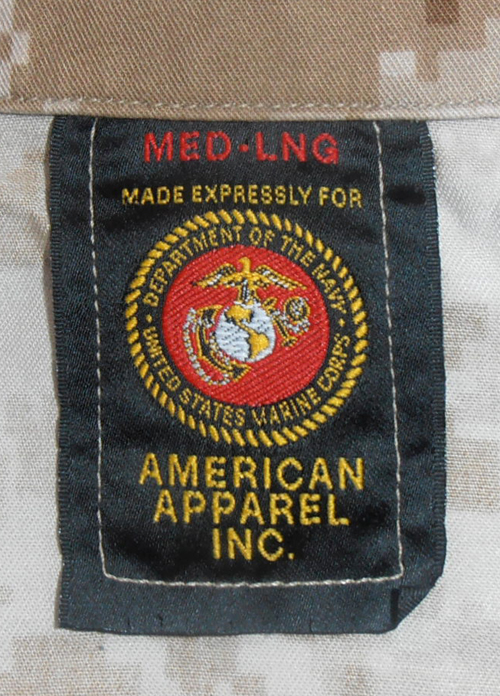 MED·LNG
MADE EXPRESSLY FOR
DEPARTMENT OF THE NAVY
UNITED STATES MARINE CORPS
AMERICAN
APPAREL
INC.